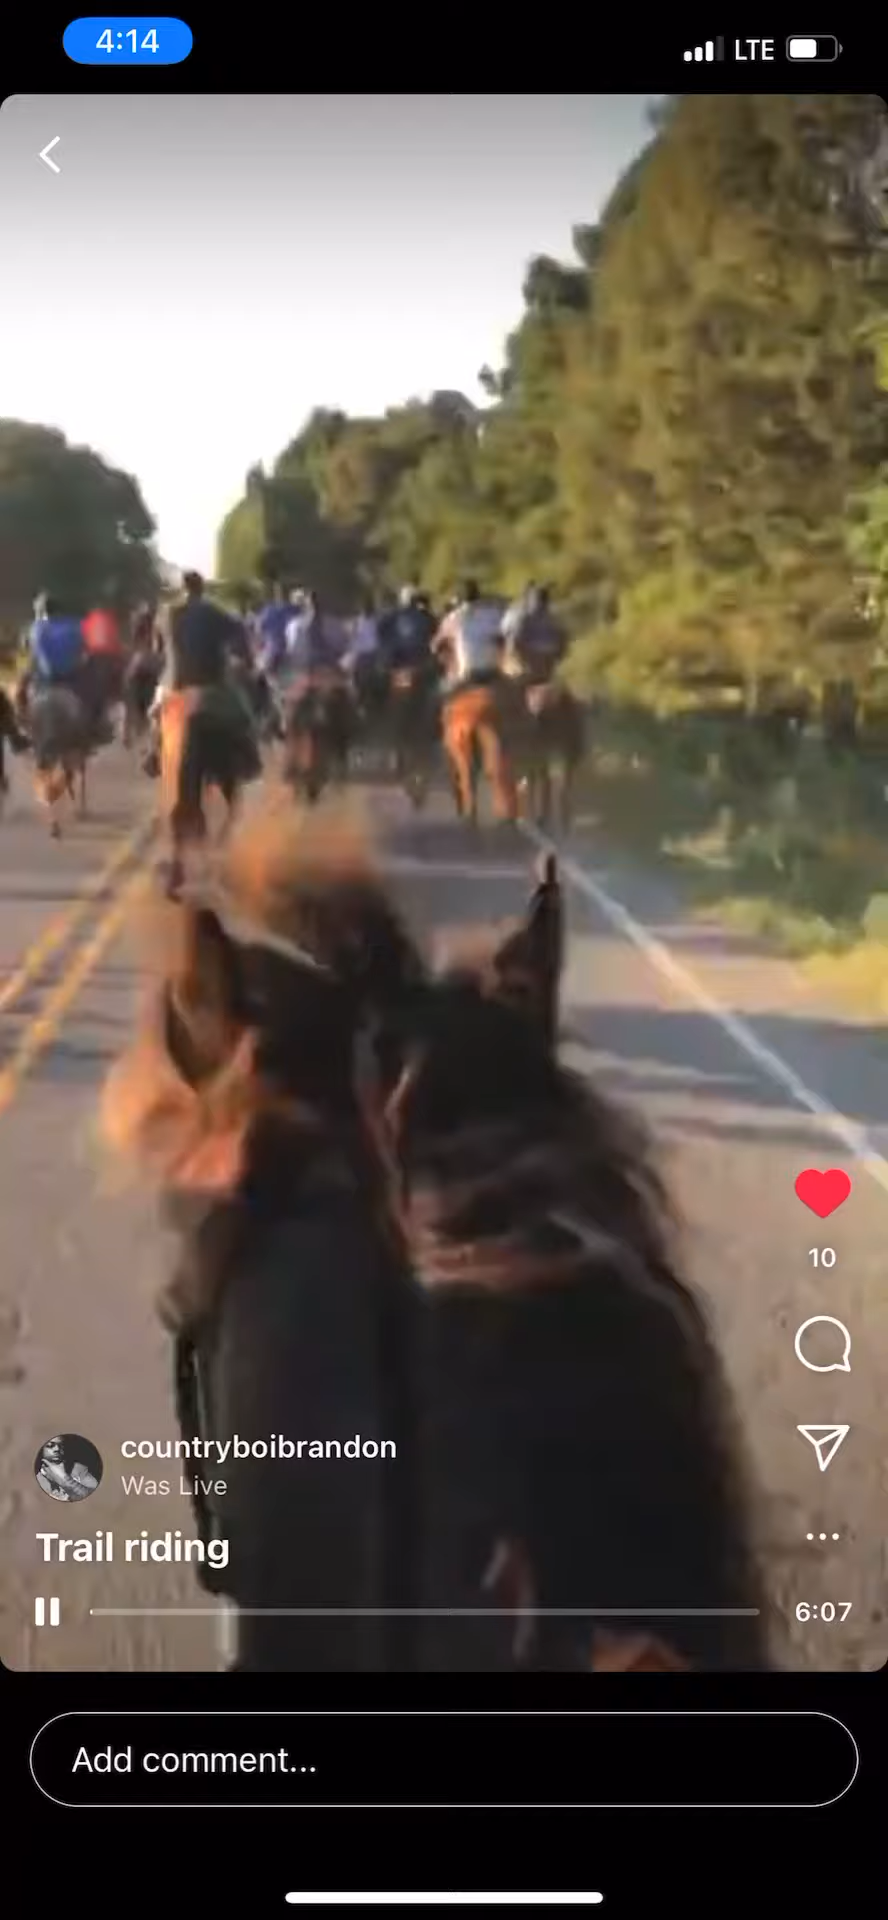 4:14
LTE
10
countryboibrandon
Was Live
Trail riding
6:07
Add comment...